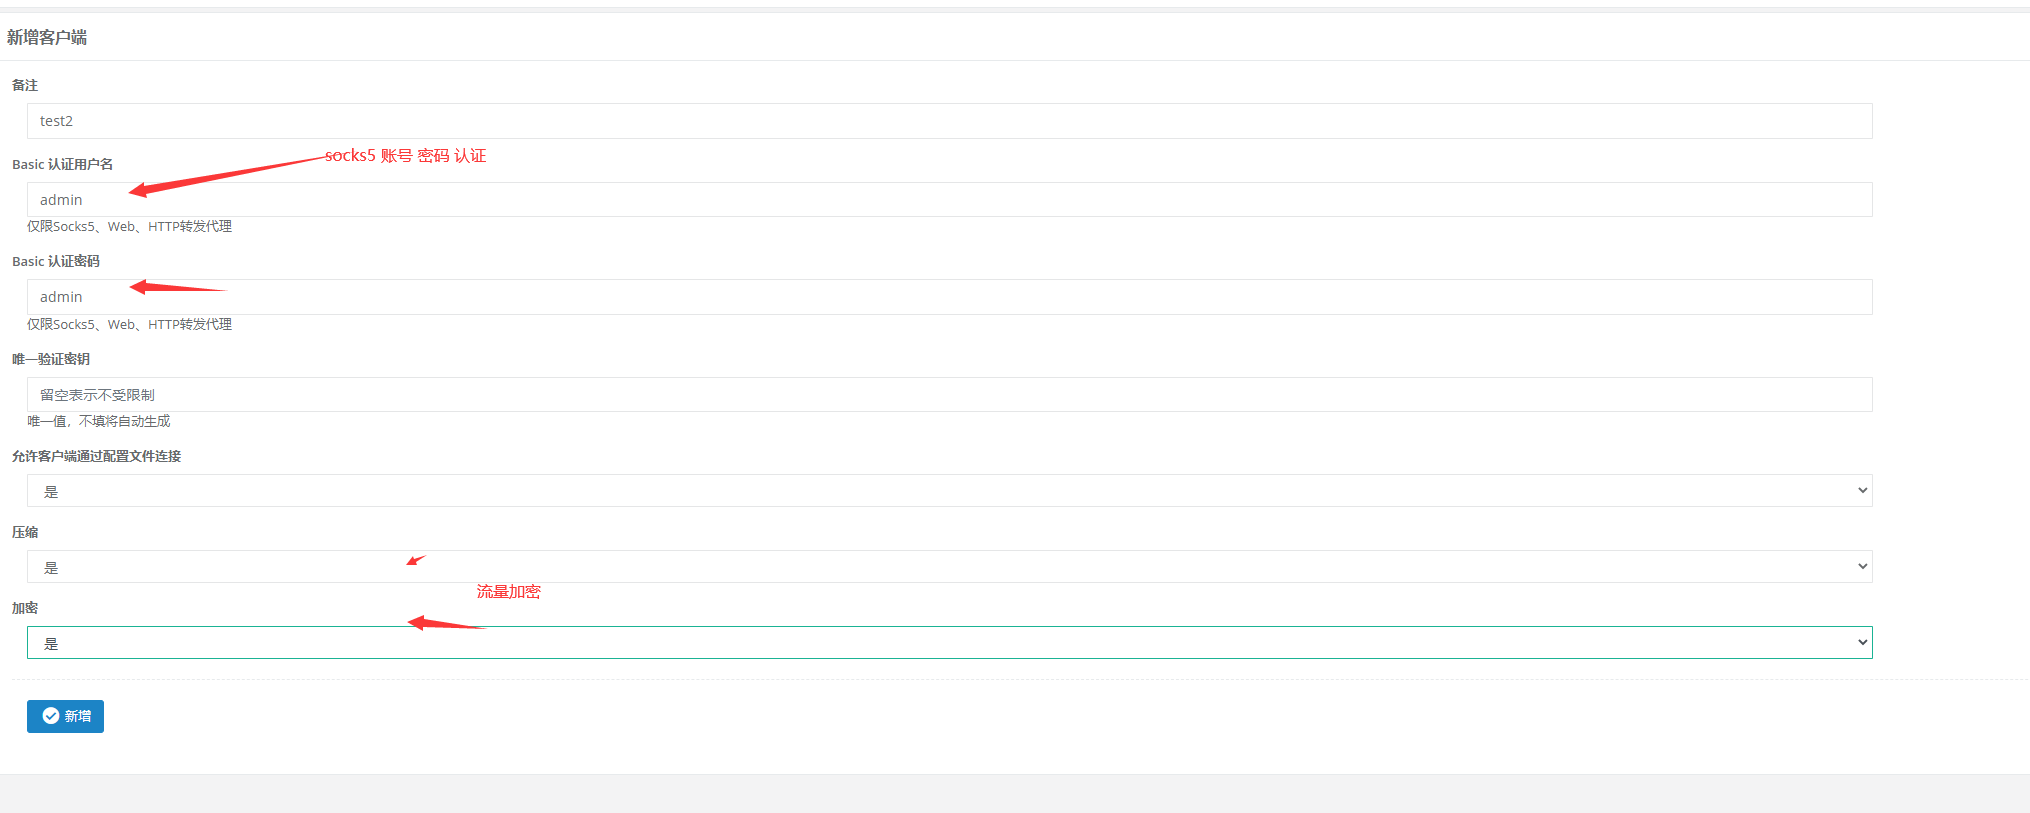 新增客户端
备注
test2
socks5 账号 密码 认证
Basic 认证用户名
admin
仅限Socks5、Web、HTTP转发代理
Basic 认证密码
admin
仅限Socks5、Web、HTTP转发代理
唯一验证密钥
留空表示不受限制
唯一值，不填将自动生成
允许客户端通过配置文件连接
是
压缩
是
流量加密
加密
是
新增